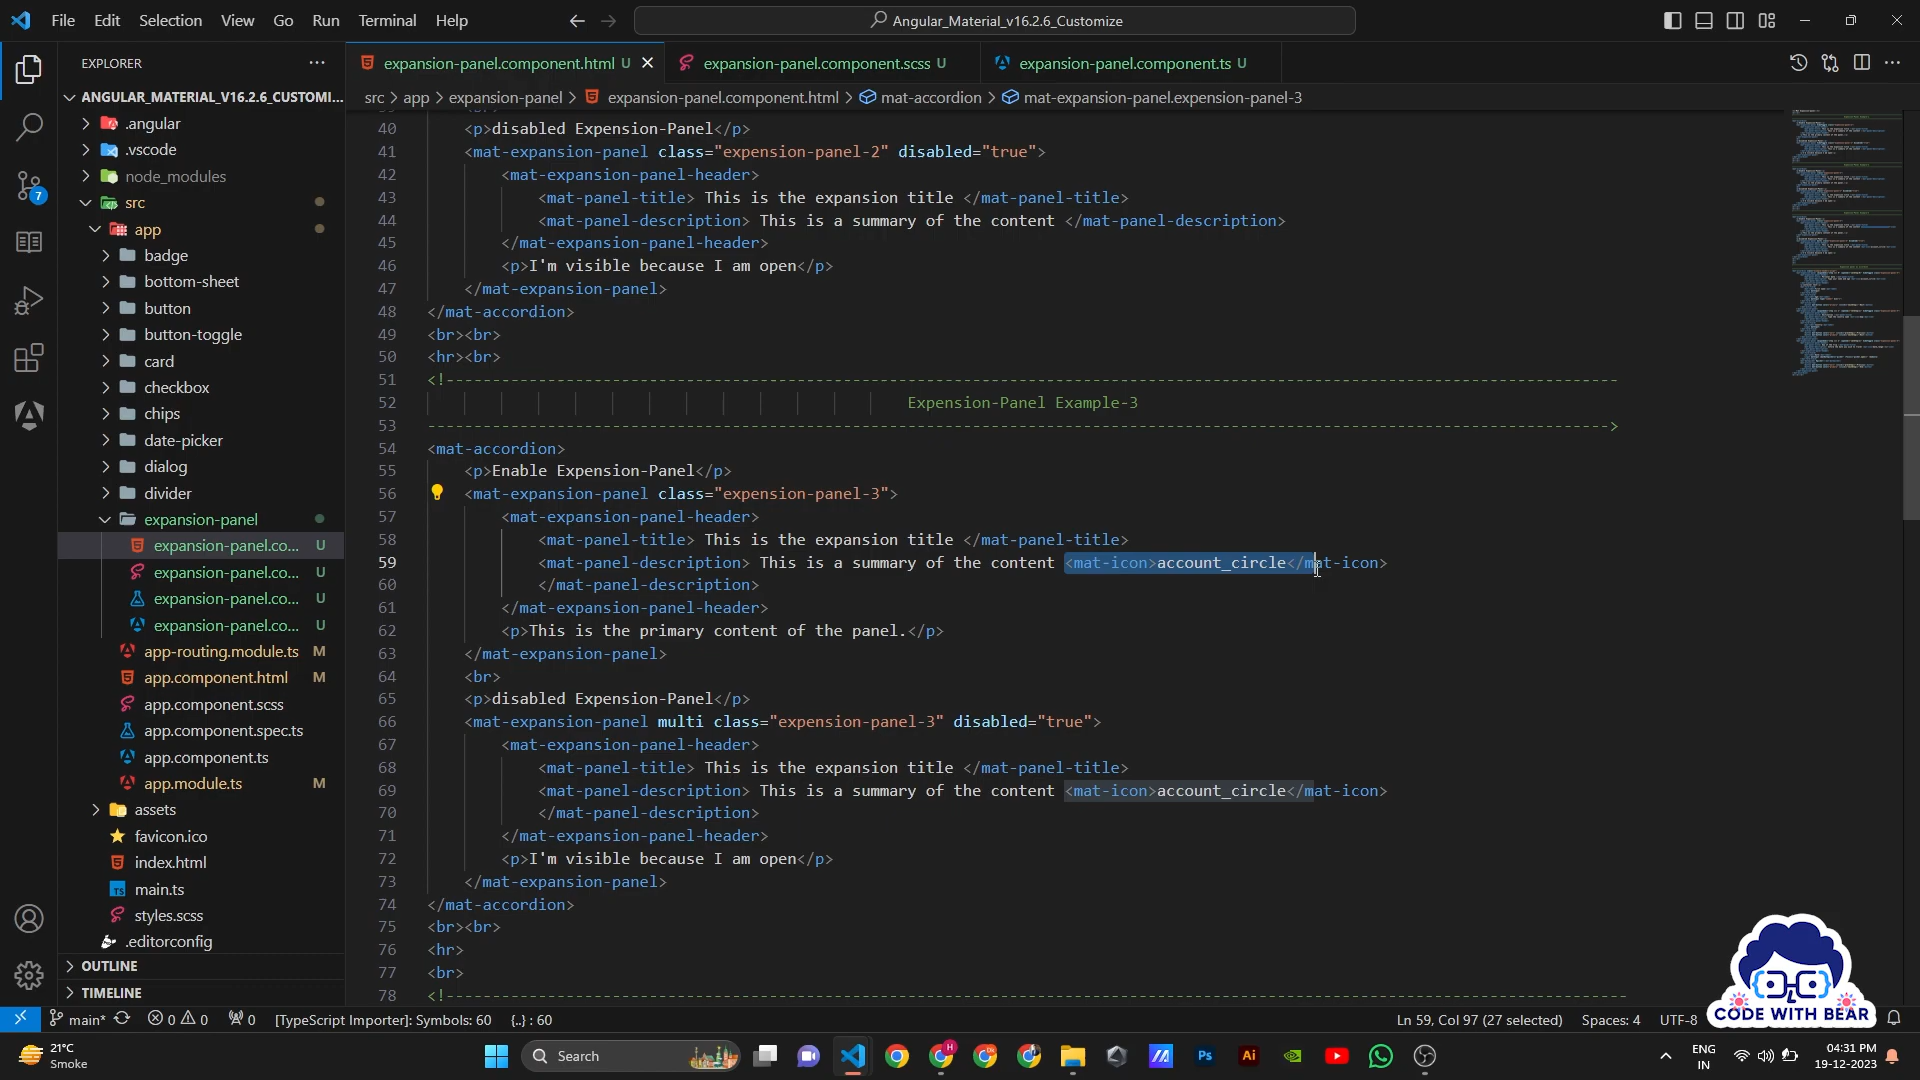 File Edit Selection View Go Run Terminal Help
Angular_Material_v16.2.6_Customize
EXPLORER
expansion-panel.component.html U
expansion-panel.component.scss U
expansion-panel.component.ts U
ANGULAR_MATERIAL_V16.2.6_CUSTOMI...
src > app > expansion-panel > expansion-panel.component.html > mat-accordion > mat-expansion-panel.expension-panel-3
.angular
.vscode
node_modules
src
app
badge
bottom-sheet
button
button-toggle
card
checkbox
chips
date-picker
dialog
divider
expansion-panel
expansion-panel.co... U
expansion-panel.co... U
expansion-panel.co... U
expansion-panel.co... U
app-routing.module.ts M
app.component.html M
app.component.scss
app.component.spec.ts
app.component.ts
app.module.ts M
assets
favicon.ico
index.html
main.ts
styles.scss
.editorconfig
OUTLINE
TIMELINE
7
40 <p>disabled Expension-Panel</p>
41 <mat-expansion-panel class="expension-panel-2" disabled="true">
42 <mat-expansion-panel-header>
43 <mat-panel-title> This is the expansion title </mat-panel-title>
44 <mat-panel-description> This is a summary of the content </mat-panel-description>
45 </mat-expansion-panel-header>
46 <p>I'm visible because I am open</p>
47 </mat-expansion-panel>
48 </mat-accordion>
49 <br><br>
50 <hr><br>
51 <!--------------------------------------------------------------------------------------------------------------------------------
52 Expension-Panel Example-3
53 -------------------------------------------------------------------------------------------------------------------------------->
54 <mat-accordion>
55 <p>Enable Expension-Panel</p>
56 <mat-expansion-panel class="expension-panel-3">
57 <mat-expansion-panel-header>
58 <mat-panel-title> This is the expansion title </mat-panel-title>
59 <mat-panel-description> This is a summary of the content <mat-icon>account_circle</mat-icon>
60 </mat-panel-description>
61 </mat-expansion-panel-header>
62 <p>This is the primary content of the panel.</p>
63 </mat-expansion-panel>
64 <br>
65 <p>disabled Expension-Panel</p>
66 <mat-expansion-panel multi class="expension-panel-3" disabled="true">
67 <mat-expansion-panel-header>
68 <mat-panel-title> This is the expansion title </mat-panel-title>
69 <mat-panel-description> This is a summary of the content <mat-icon>account_circle</mat-icon>
70 </mat-panel-description>
71 </mat-expansion-panel-header>
72 <p>I'm visible because I am open</p>
73 </mat-expansion-panel>
74 </mat-accordion>
75 <br><br>
76 <hr>
77 <br>
78 <!--------------------------------------------------------------------------------------------------------------------------------
CODE WITH BEAR
main* 0 0 0 [TypeScript Importer]: Symbols: 60 {..} : 60 Ln 59, Col 97 (27 selected) Spaces: 4 UTF-8
21°C
Smoke
Search
ENG
IN
04:31 PM
19-12-2023